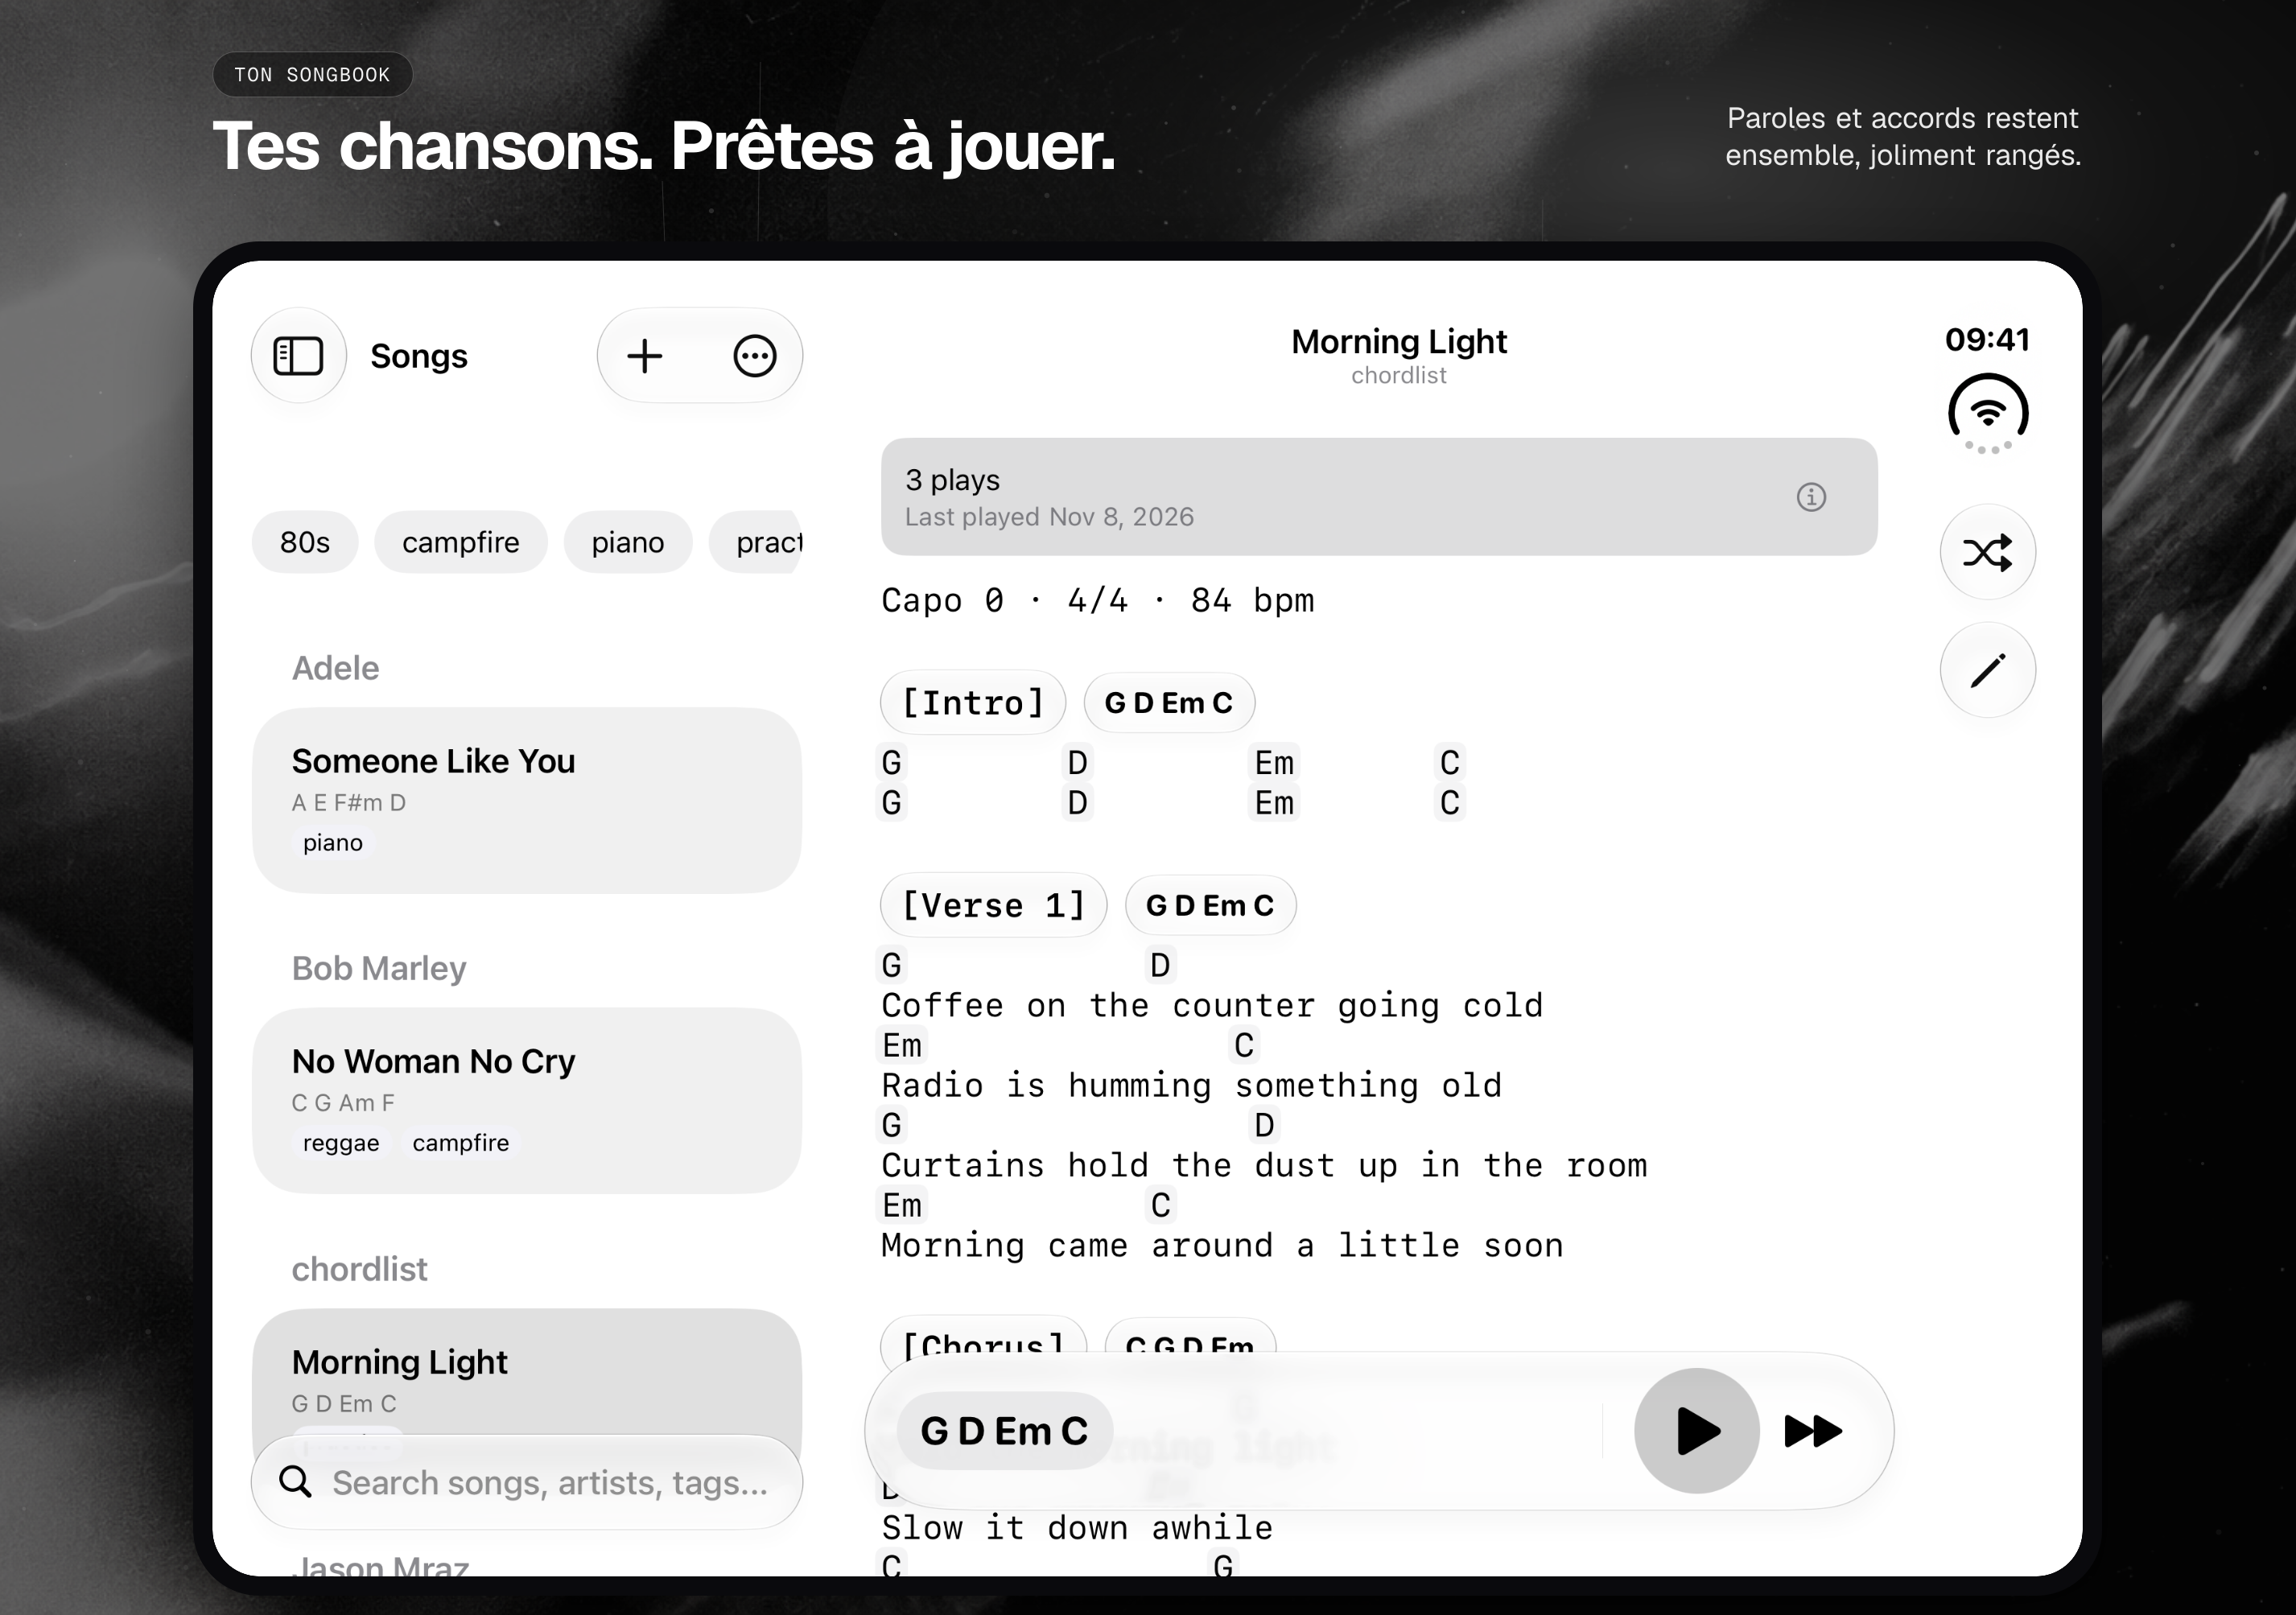 TON SONGBOOK
Tes chansons. Prêtes à jouer.
Paroles et accords restent
ensemble, joliment rangés.
Songs
80s campfire piano pract
Adele
Someone Like You
A E F#m D
piano
Bob Marley
No Woman No Cry
C G Am F
reggae campfire
chordlist
Morning Light
G D Em C
Search songs, artists, tags...
Jason Mraz
Morning Light
chordlist
09:41
3 plays
Last played Nov 8, 2026
Capo 0 · 4/4 · 84 bpm
[Intro] G D Em C
G D Em C
G D Em C
[Verse 1] G D Em C
G D
Coffee on the counter going cold
Em C
Radio is humming something old
G D
Curtains hold the dust up in the room
Em C
Morning came around a little soon
[Chorus] C G D Em
G D Em C
Slow it down awhile
C G